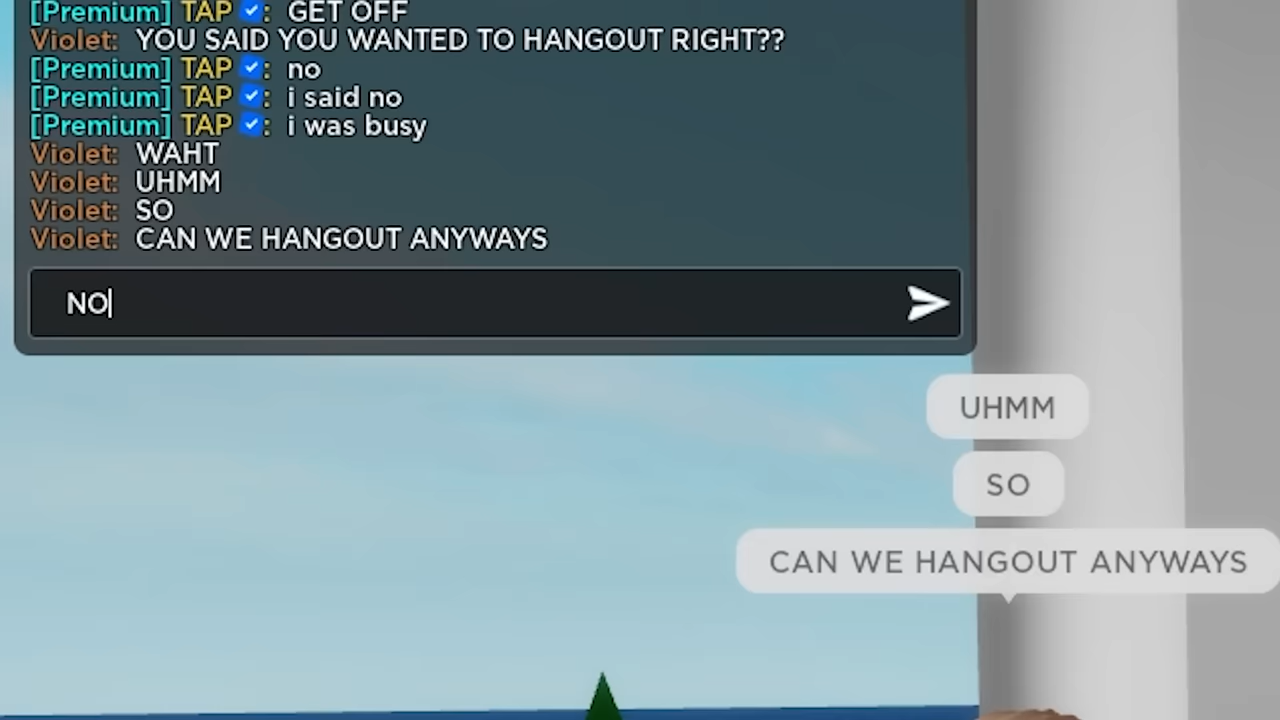 [Premium] TAP: GET OFF
Violet: YOU SAID YOU WANTED TO HANGOUT RIGHT??
[Premium] TAP: no
[Premium] TAP: i said no
[Premium] TAP: i was busy
Violet: WAHT
Violet: UHMM
Violet: SO
Violet: CAN WE HANGOUT ANYWAYS
NO
UHMM
SO
CAN WE HANGOUT ANYWAYS